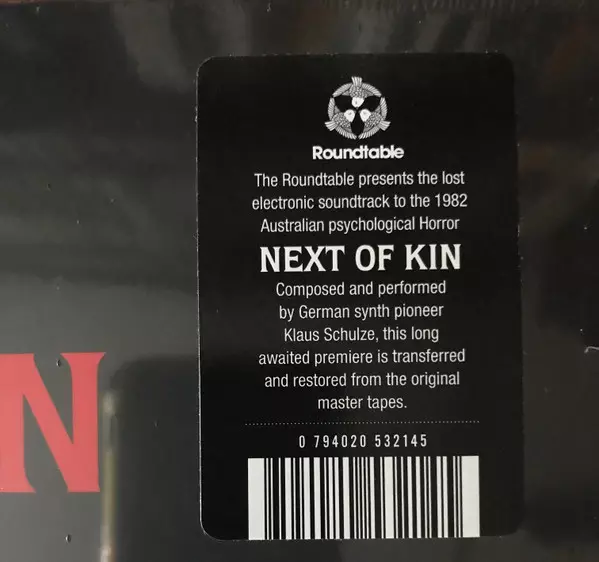 Roundtable
The Roundtable presents the lost
electronic soundtrack to the 1982
Australian psychological Horror
NEXT OF KIN
Composed and performed
by German synth pioneer
Klaus Schulze, this long
awaited premiere is transferred
and restored from the original
master tapes.
0 794020 532145
N